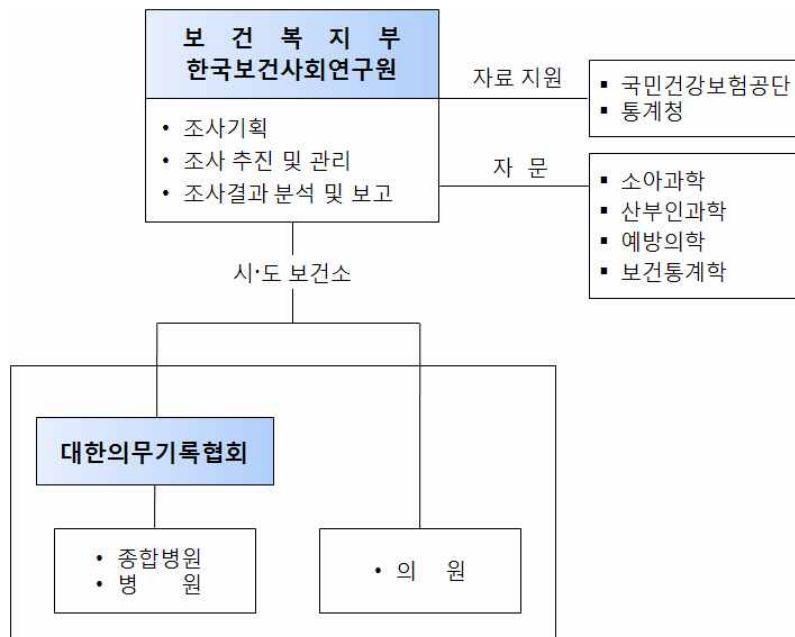 보 건 복 지 부
한국보건사회연구원
• 조사기획
• 조사 추진 및 관리
• 조사결과 분석 및 보고
자료 지원
▪ 국민건강보험공단
▪ 통계청
자 문
▪ 소아과학
▪ 산부인과학
▪ 예방의학
▪ 보건통계학
시·도 보건소
대한의무기록협회
• 종합병원
• 병 원
• 의 원